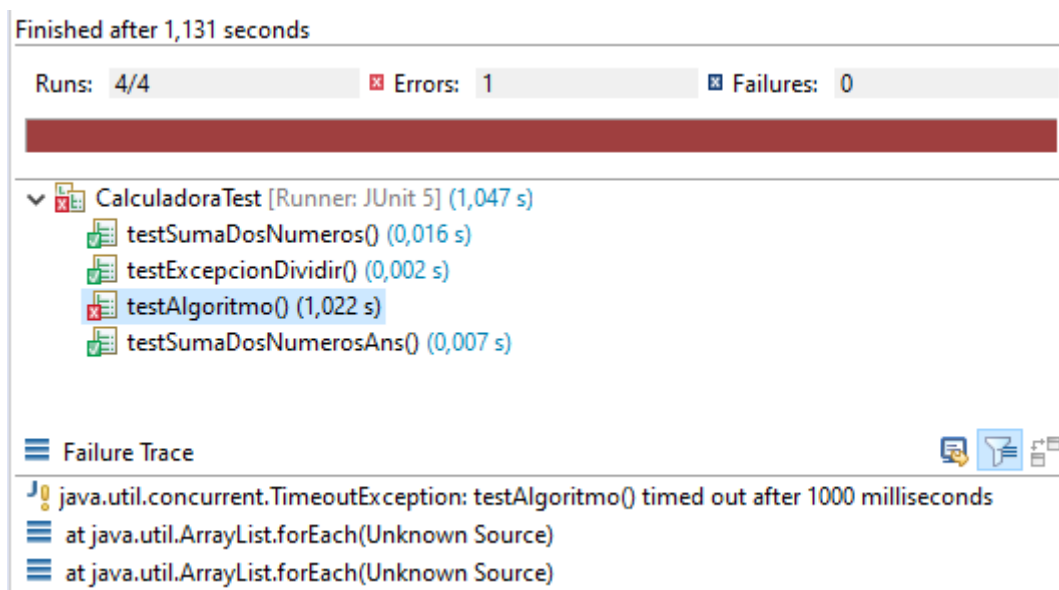 Finished after 1,131 seconds
Runs: 4/4 Errors: 1 Failures: 0
CalculadoraTest [Runner: JUnit 5] (1,047 s)
testSumaDosNumeros() (0,016 s)
testExcepcionDividir() (0,002 s)
testAlgoritmo() (1,022 s)
testSumaDosNumerosAns() (0,007 s)
Failure Trace
java.util.concurrent.TimeoutException: testAlgoritmo() timed out after 1000 milliseconds
at java.util.ArrayList.forEach(Unknown Source)
at java.util.ArrayList.forEach(Unknown Source)